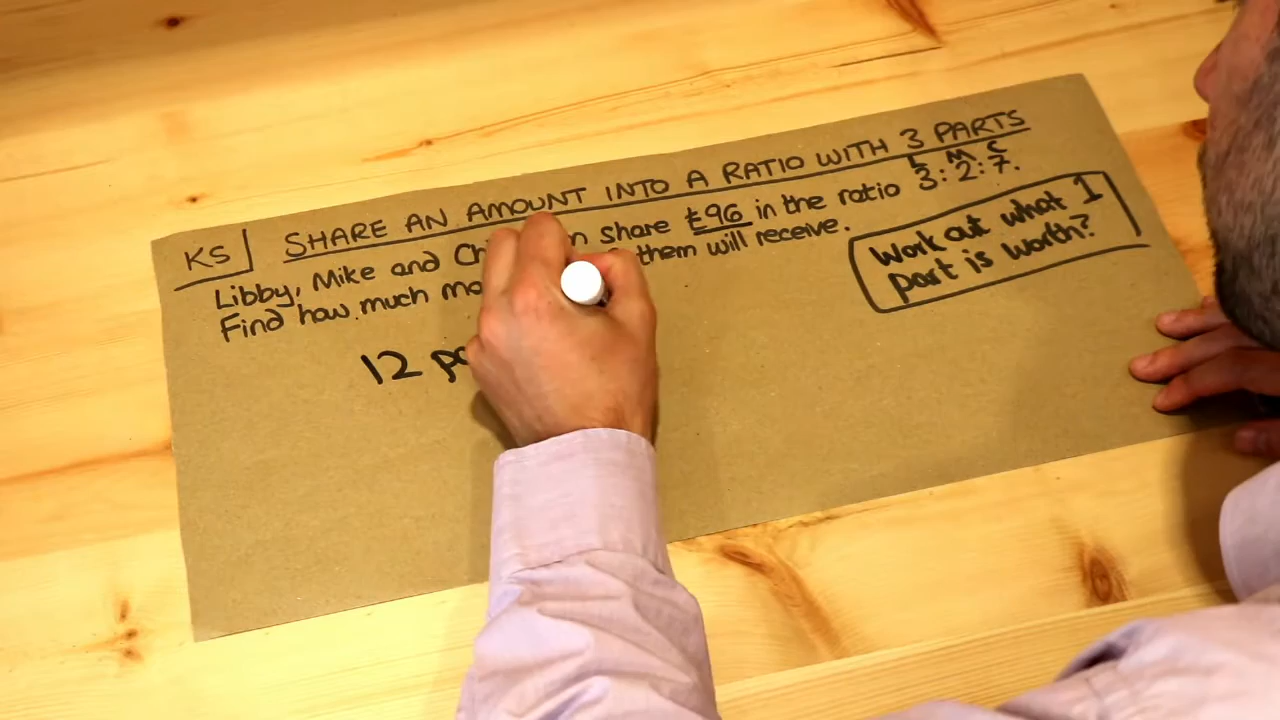 KS
SHARE AN AMOUNT INTO A RATIO WITH 3 PARTS
L M C
Libby, Mike and share £96 in the ratio 3:2:7.
Find how much them will receive.
Work out what 1
part is worth?
12